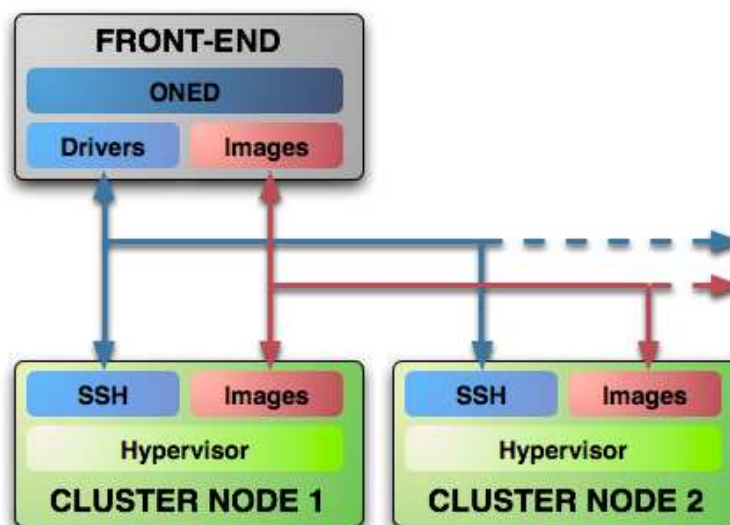 FRONT-END
ONED
Drivers Images
SSH Images
Hypervisor
CLUSTER NODE 1
SSH Images
Hypervisor
CLUSTER NODE 2